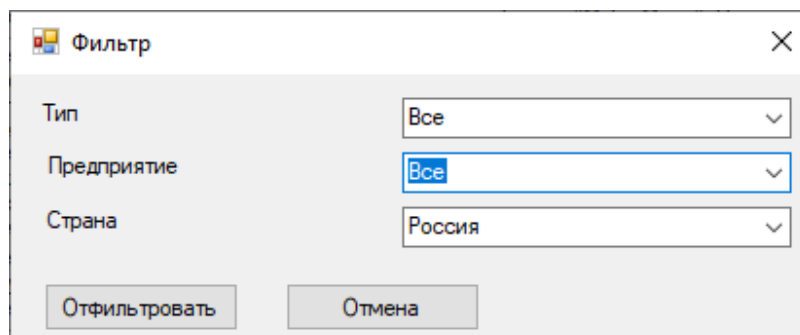 Фильтр
Тип Все
Предприятие Все
Страна Россия
Отфильтровать Отмена